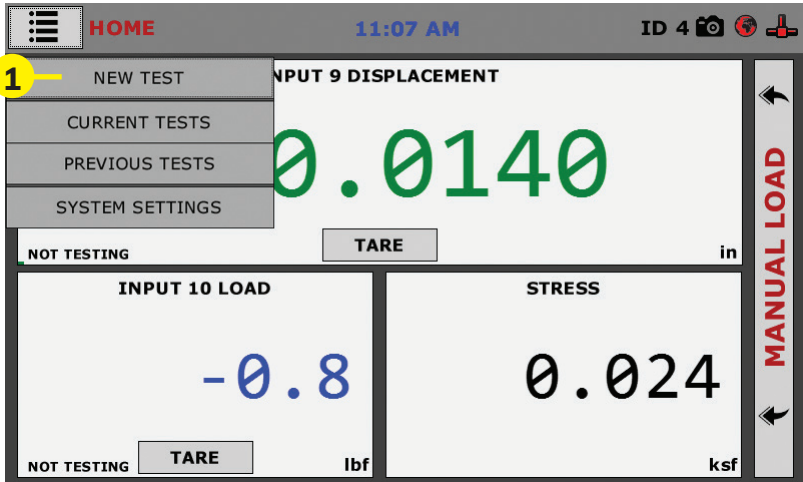 HOME
11:07 AM
ID 4
1
NEW TEST
CURRENT TESTS
PREVIOUS TESTS
SYSTEM SETTINGS
NPUT 9 DISPLACEMENT
0.0140
NOT TESTING
TARE
in
INPUT 10 LOAD
-0.8
NOT TESTING
TARE
lbf
STRESS
0.024
ksf
MANUAL LOAD